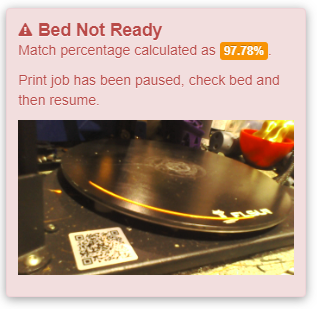 Bed Not Ready
Match percentage calculated as 97.78%.
Print job has been paused, check bed and
then resume.